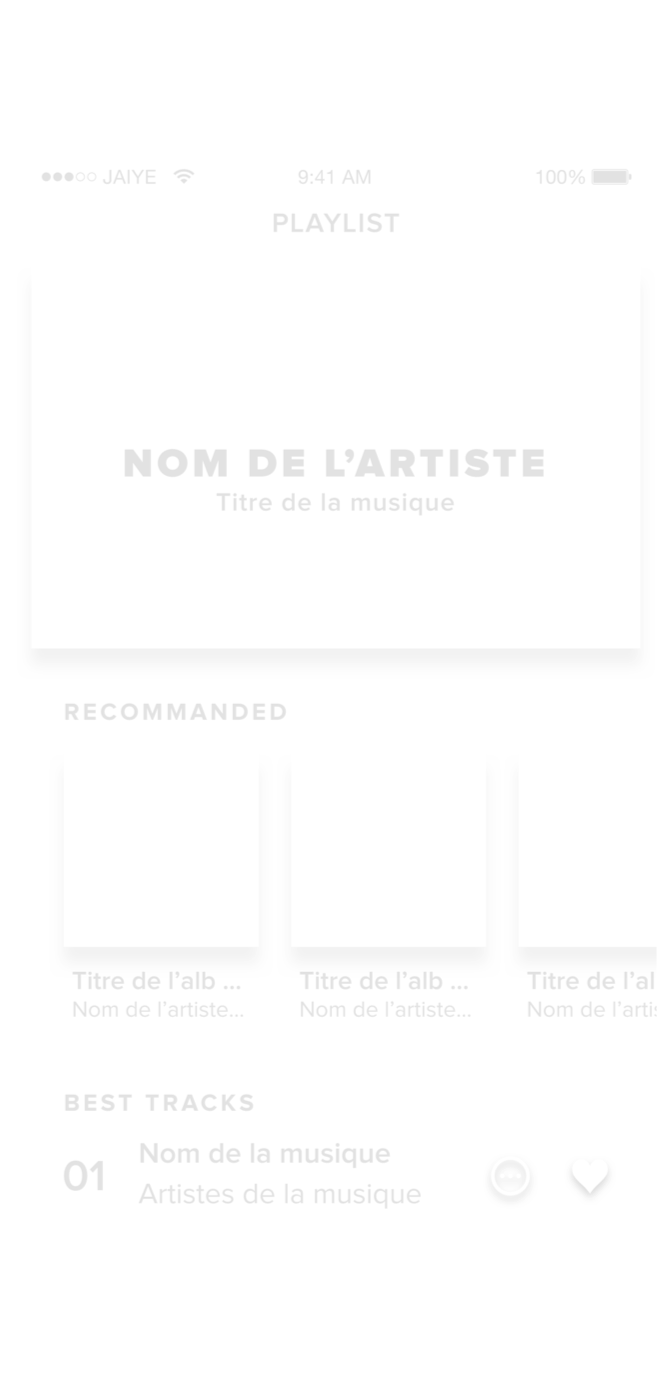 JAIYE 9:41 AM 100%
PLAYLIST
NOM DE L’ARTISTE
Titre de la musique
RECOMMANDED
Titre de l’alb ... Titre de l’alb ... Titre de l’al
Nom de l’artiste... Nom de l’artiste... Nom de l’artis
BEST TRACKS
01
Nom de la musique
Artistes de la musique